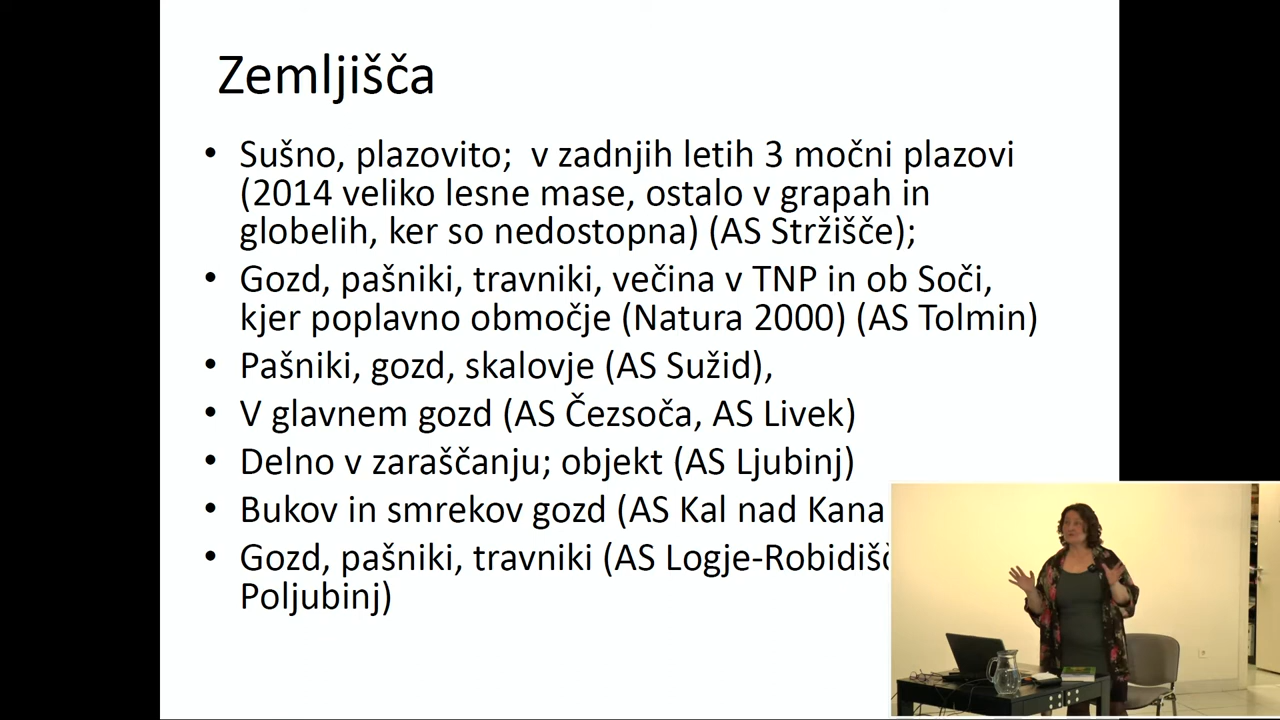 Zemljišča
• Sušno, plazovito;  v zadnjih letih 3 močni plazovi
(2014 veliko lesne mase, ostalo v grapah in
globelih, ker so nedostopna) (AS Stržišče);
• Gozd, pašniki, travniki, večina v TNP in ob Soči,
kjer poplavno območje (Natura 2000) (AS Tolmin)
• Pašniki, gozd, skalovje (AS Sužid),
• V glavnem gozd (AS Čezsoča, AS Livek)
• Delno v zaraščanju; objekt (AS Ljubinj)
• Bukov in smrekov gozd (AS Kal nad
• Gozd, pašniki, travniki (AS
Poljubinj)